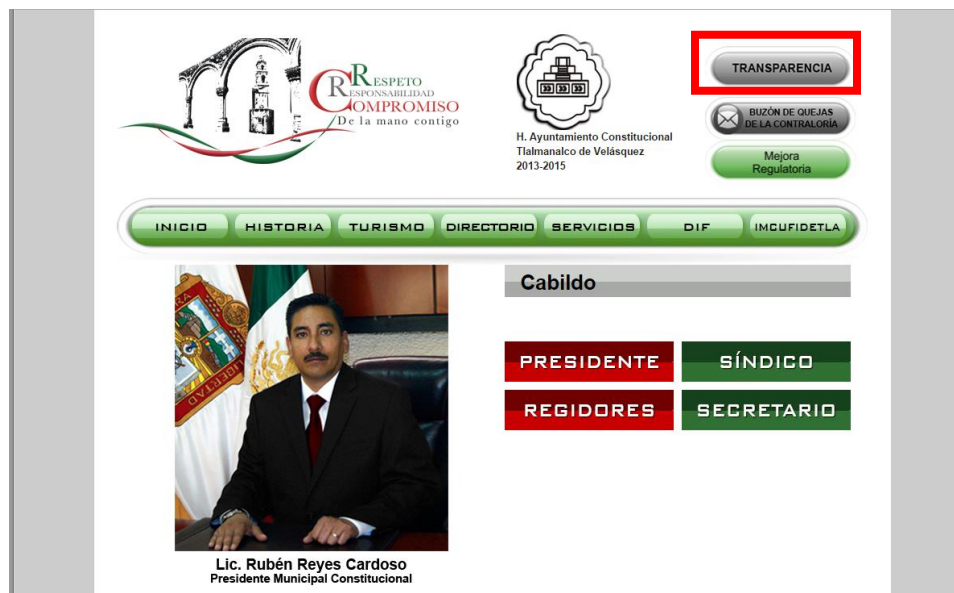 RESPETO
RESPONSABILIDAD
COMPROMISO
De la mano contigo
H. Ayuntamiento Constitucional
Tlalmanalco de Velásquez
2013-2015
TRANSPARENCIA
BUZÓN DE QUEJAS
DE LA CONTRALORÍA
Mejora
Regulatoria
INICIO HISTORIA TURISMO DIRECTORIO SERVICIOS DIF IMCUFIDETLA
Cabildo
PRESIDENTE SÍNDICO
REGIDORES SECRETARIO
LIBERTAD
Lic. Rubén Reyes Cardoso
Presidente Municipal Constitucional